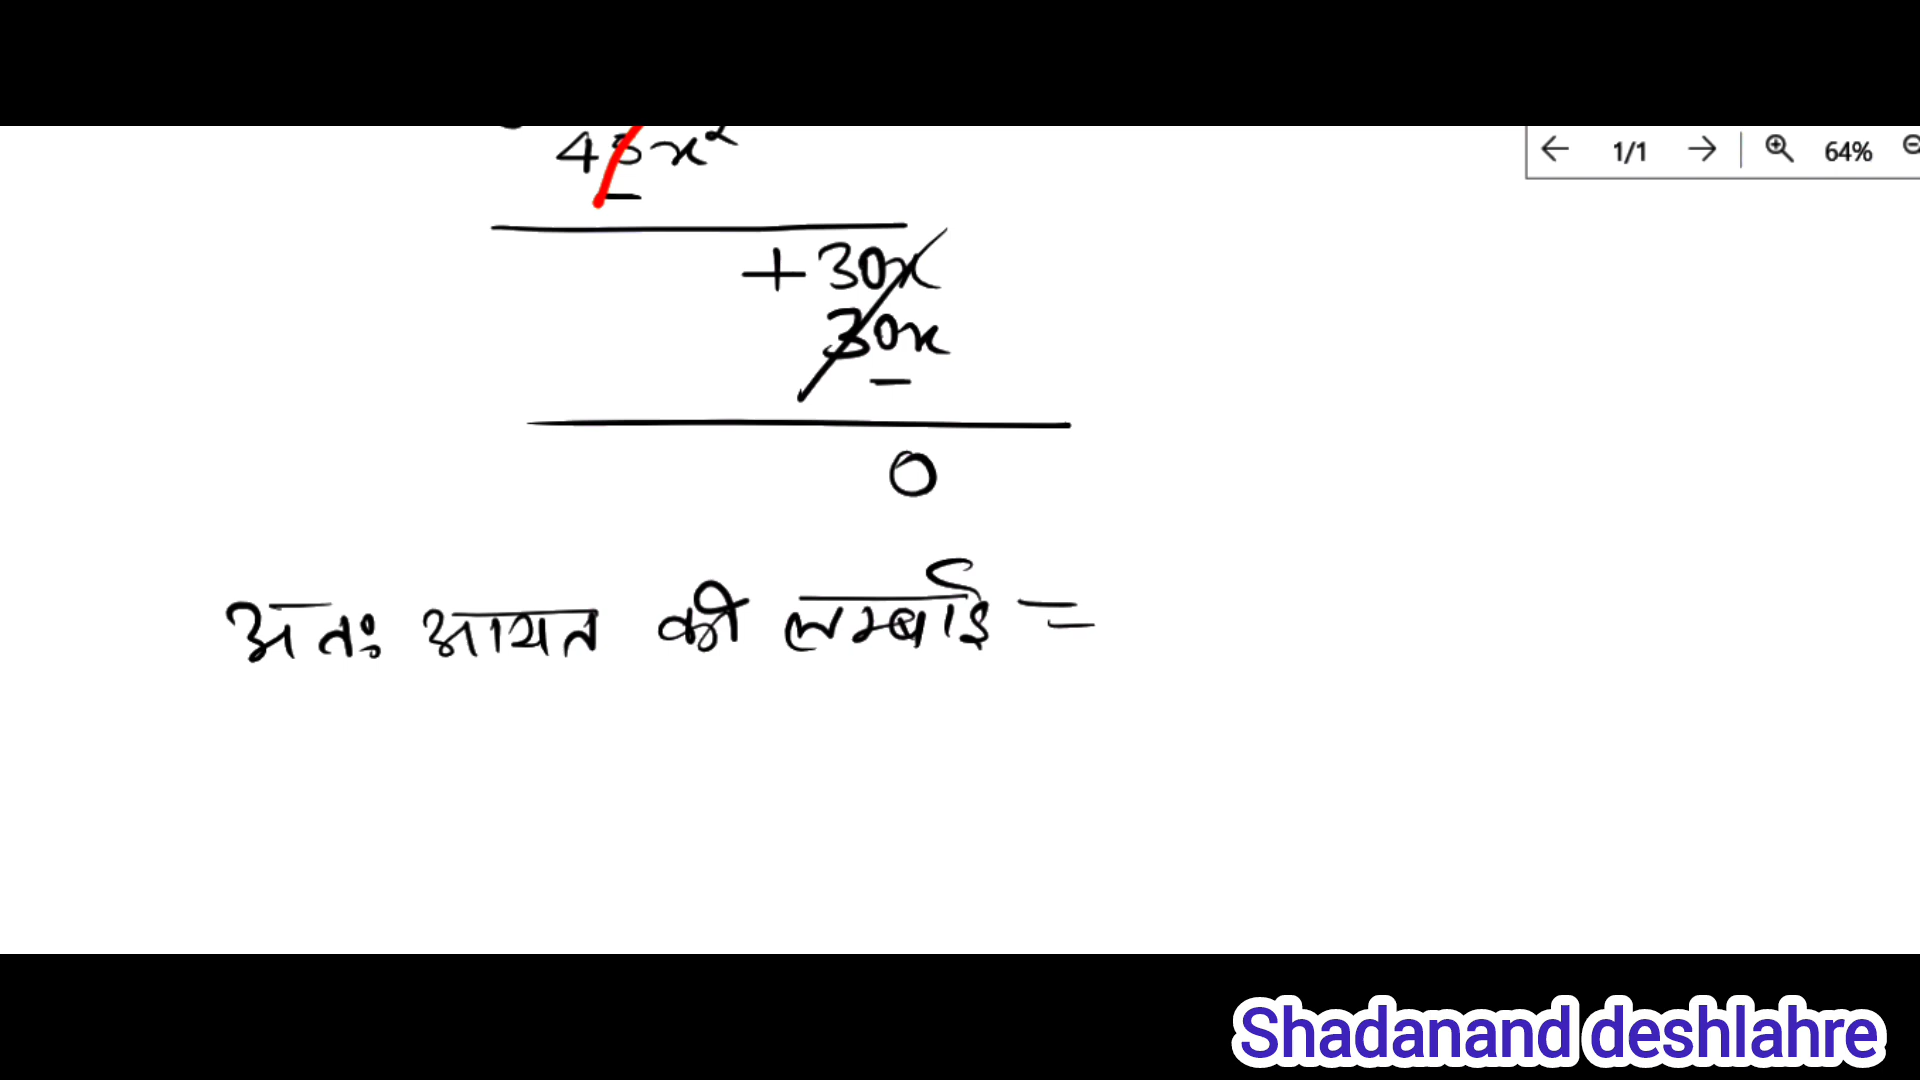 45x²
−
1/1 64%
+30x
30x
−
0
अतः आयत की लम्बाई =
Shadanand deshlahre